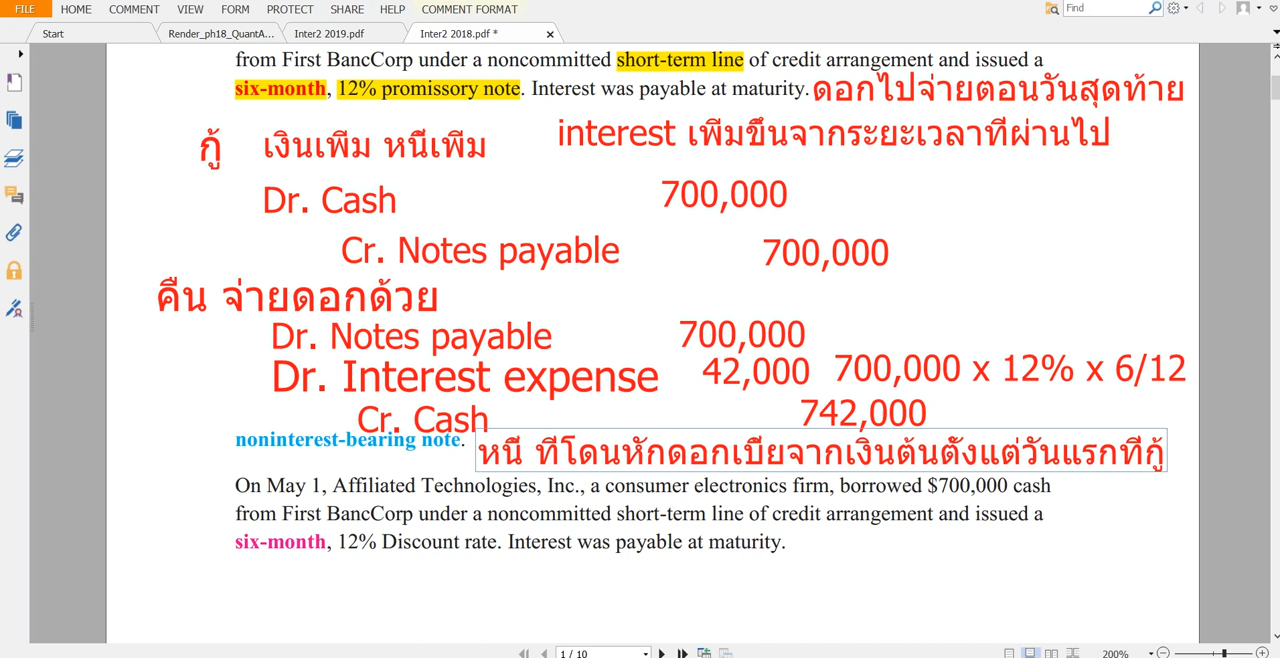 FILE HOME COMMENT VIEW FORM PROTECT SHARE HELP COMMENT FORMAT Find
Start Render_ph18_QuantA... Inter2 2019.pdf Inter2 2018.pdf *
from First BancCorp under a noncommitted short-term line of credit arrangement and issued a
six-month, 12% promissory note. Interest was payable at maturity. ดอกไปจ่ายตอนวันสุดท้าย
กู้ เงินเพิ่ม หนี้เพิ่ม interest เพิ่มขึ้นจากระยะเวลาที่ผ่านไป
Dr. Cash 700,000
Cr. Notes payable 700,000
คืน จ่ายดอกด้วย
Dr. Notes payable 700,000
Dr. Interest expense 42,000 700,000 x 12% x 6/12
Cr. Cash 742,000
noninterest-bearing note. หนี้ ที่โดนหักดอกเบี้ยจากเงินต้นตั้งแต่วันแรกที่กู้
On May 1, Affiliated Technologies, Inc., a consumer electronics firm, borrowed $700,000 cash
from First BancCorp under a noncommitted short-term line of credit arrangement and issued a
six-month, 12% Discount rate. Interest was payable at maturity.
1 / 10 200%